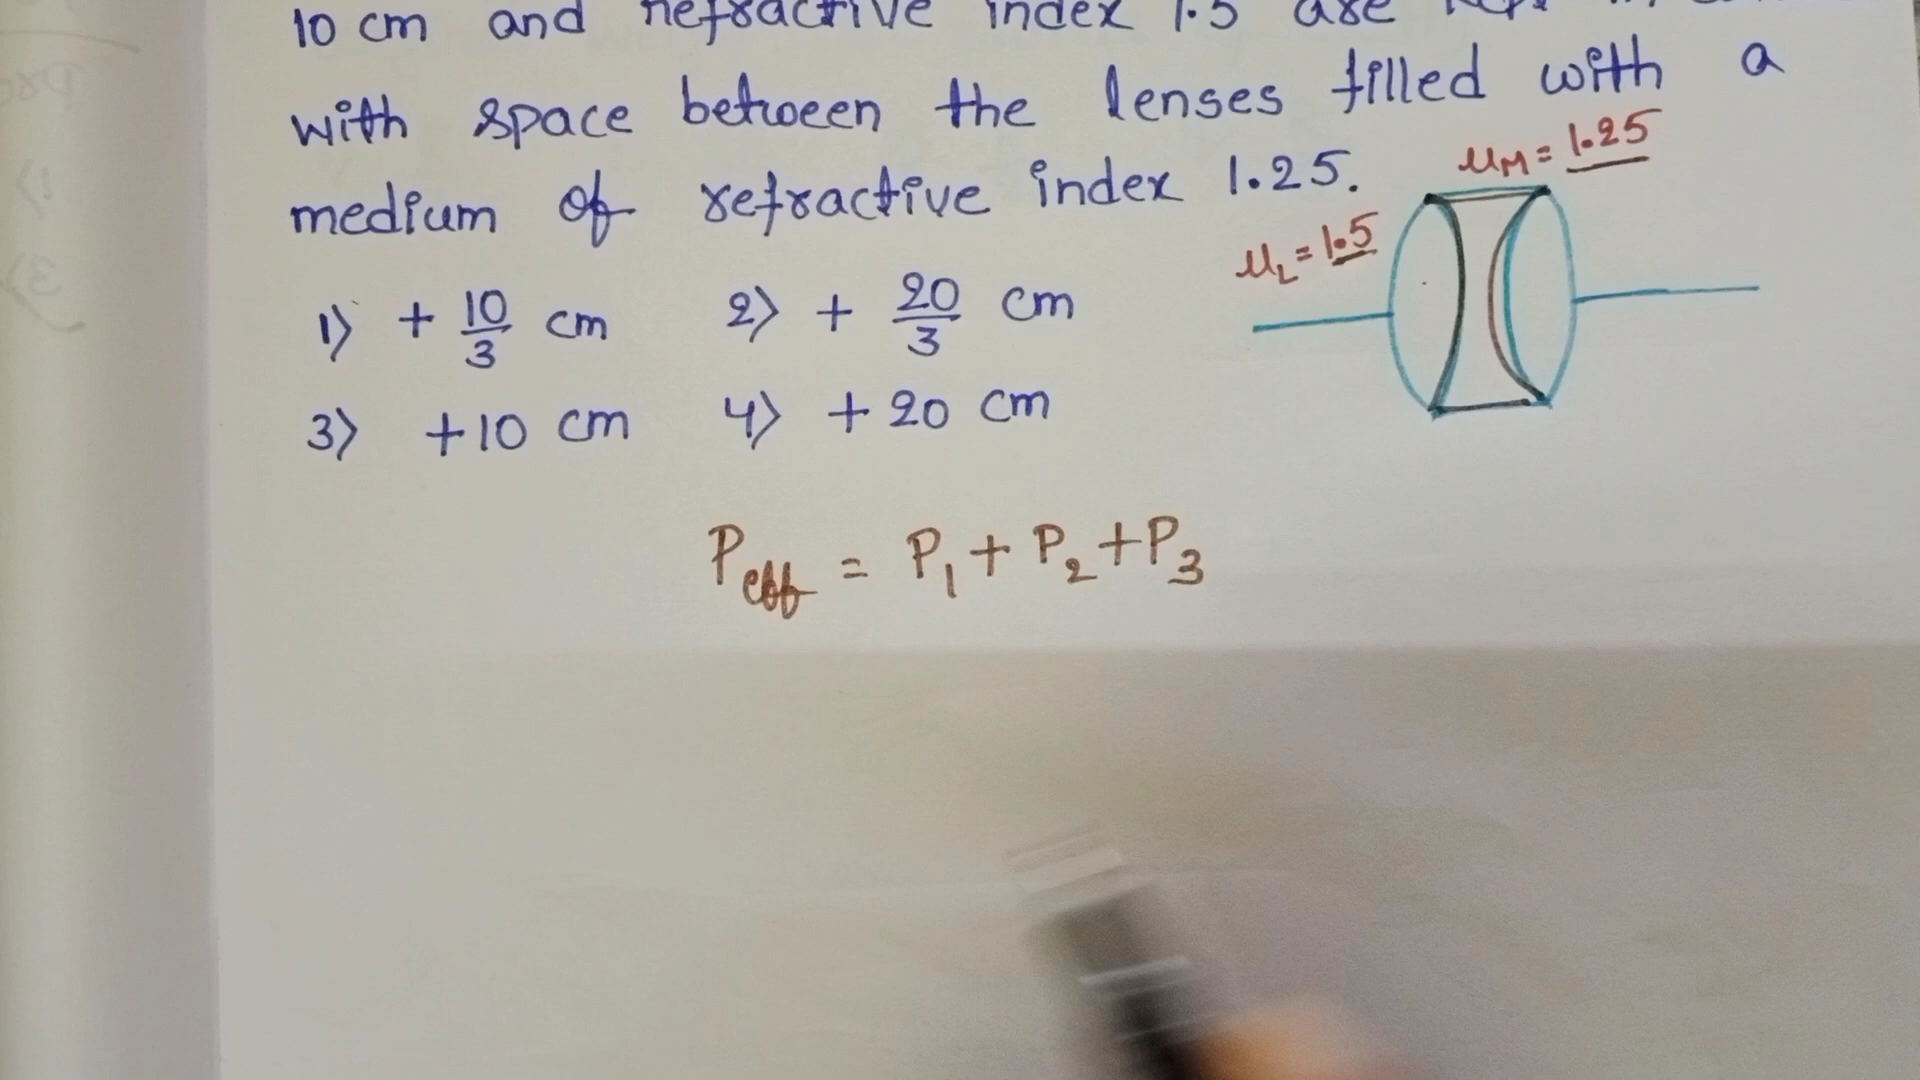 10 cm and refractive index 1.5 are
with space between the lenses filled with a
medium of refractive index 1.25.
μM = 1.25
μL = 1.5
1) + 10/3 cm 2) + 20/3 cm
3) +10 cm 4) +20 cm
Peff = P1 + P2 + P3